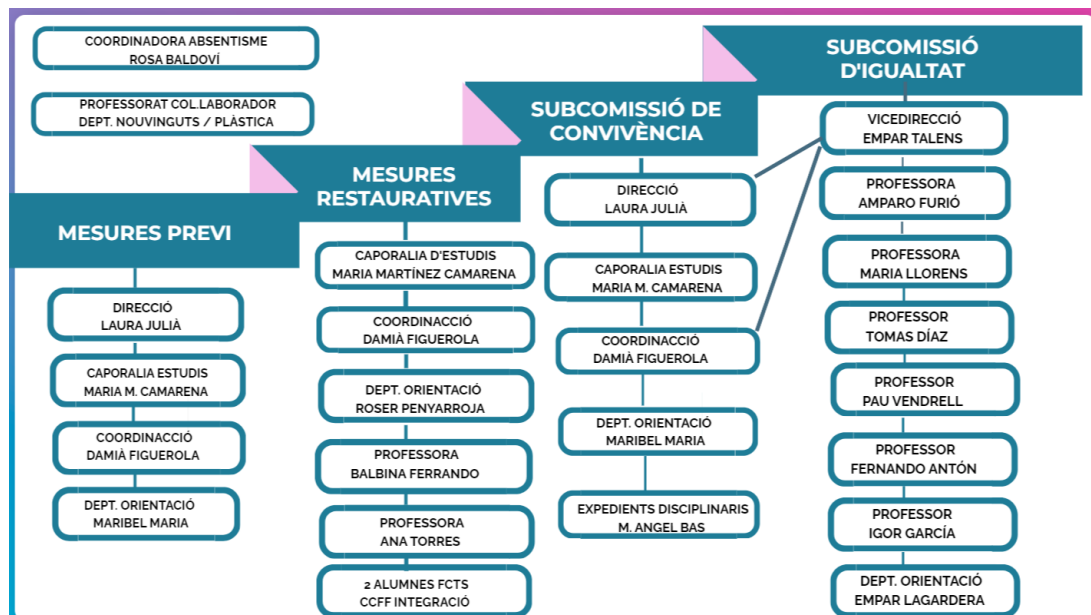 COORDINADORA ABSENTISME
ROSA BALDOVÍ
PROFESSORAT COL.LABORADOR
DEPT. NOUVINGUTS / PLÀSTICA
MESURES PREVI
DIRECCIÓ
LAURA JULIÀ
CAPORALIA ESTUDIS
MARIA M. CAMARENA
COORDINACCIÓ
DAMIÀ FIGUEROLA
DEPT. ORIENTACIÓ
MARIBEL MARIA
MESURES
RESTAURATIVES
CAPORALIA D'ESTUDIS
MARIA MARTÍNEZ CAMARENA
COORDINACCIÓ
DAMIÀ FIGUEROLA
DEPT. ORIENTACIÓ
ROSER PENYARROJA
PROFESSORA
BALBINA FERRANDO
PROFESSORA
ANA TORRES
2 ALUMNES FCTS
CCFF INTEGRACIÓ
SUBCOMISSIÓ DE
CONVIVÈNCIA
DIRECCIÓ
LAURA JULIÀ
CAPORALIA ESTUDIS
MARIA M. CAMARENA
COORDINACCIÓ
DAMIÀ FIGUEROLA
DEPT. ORIENTACIÓ
MARIBEL MARIA
EXPEDIENTS DISCIPLINARIS
M. ANGEL BAS
SUBCOMISSIÓ
D'IGUALTAT
VICEDIRECCIÓ
EMPAR TALENS
PROFESSORA
AMPARO FURIÓ
PROFESSORA
MARIA LLORENS
PROFESSOR
TOMAS DÍAZ
PROFESSOR
PAU VENDRELL
PROFESSOR
FERNANDO ANTÓN
PROFESSOR
IGOR GARCÍA
DEPT. ORIENTACIÓ
EMPAR LAGARDERA